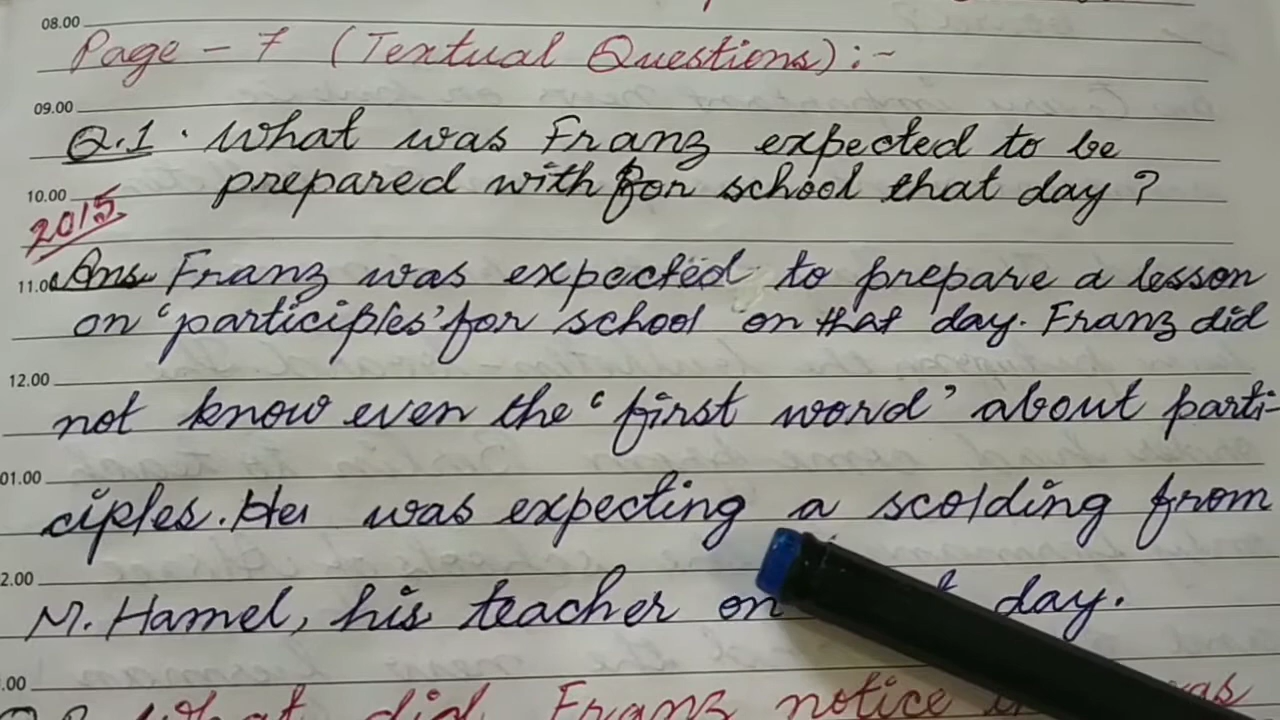 08.00
Page - 7 (Textual Questions) :-
09.00
Q.1. What was Franz expected to be
10.00 prepared with for school that day?
2015
11.00 Ans. Franz was expected to prepare a lesson
on 'participles' for school on that day. Franz did
12.00
not know even the 'first word' about parti-
01.00
ciples. He was expecting a scolding from
2.00
M. Hamel, his teacher on day.
.00
What did Franz notice was